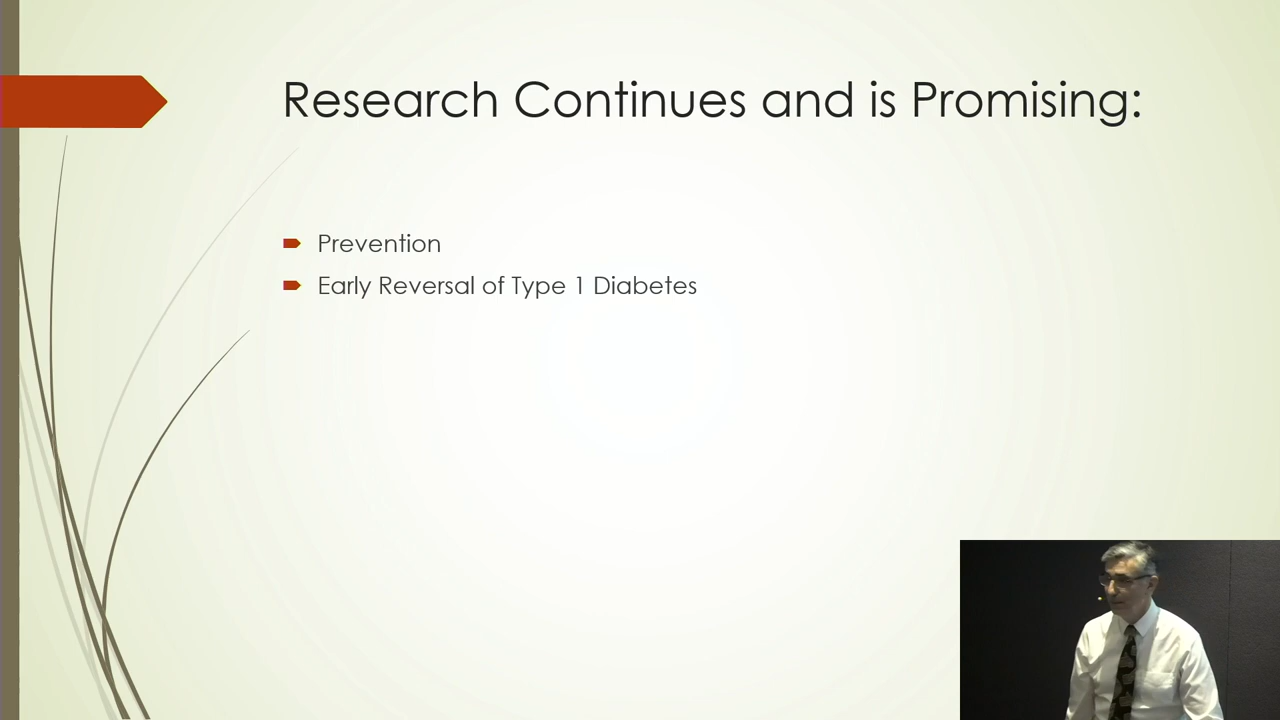 Research Continues and is Promising:
Prevention
Early Reversal of Type 1 Diabetes